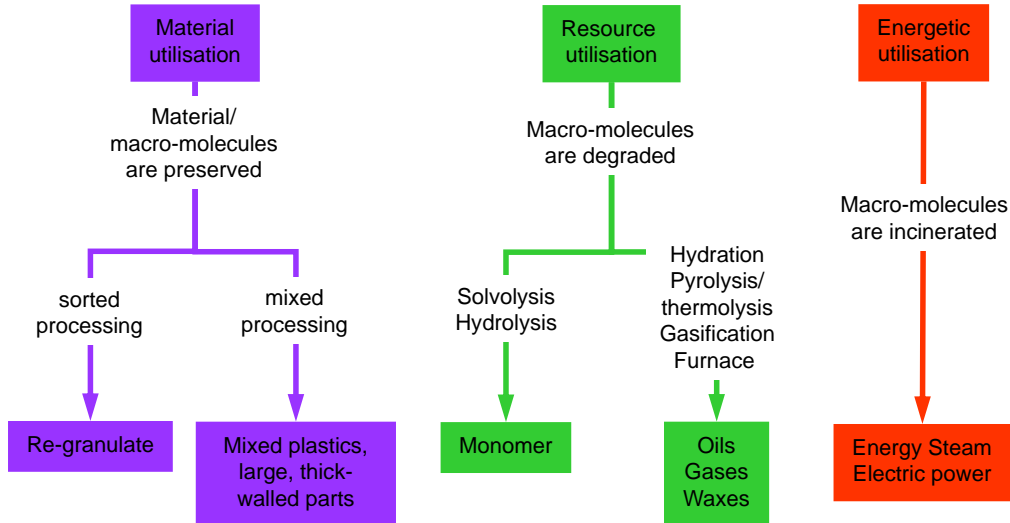 Material
utilisation
Material/
macro-molecules
are preserved
sorted
processing
mixed
processing
Re-granulate
Mixed plastics,
large, thick-
walled parts
Resource
utilisation
Macro-molecules
are degraded
Solvolysis
Hydrolysis
Hydration
Pyrolysis/
thermolysis
Gasification
Furnace
Monomer
Oils
Gases
Waxes
Energetic
utilisation
Macro-molecules
are incinerated
Energy Steam
Electric power